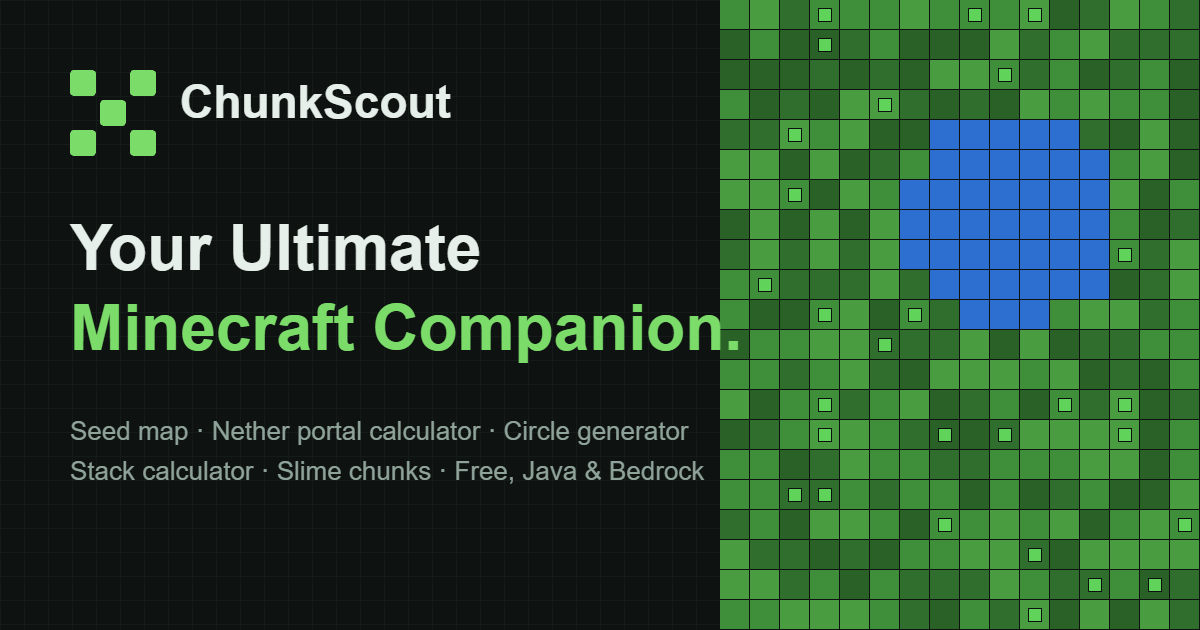 ChunkScout
Your Ultimate
Minecraft Companion.
Seed map · Nether portal calculator · Circle generator
Stack calculator · Slime chunks · Free, Java & Bedrock